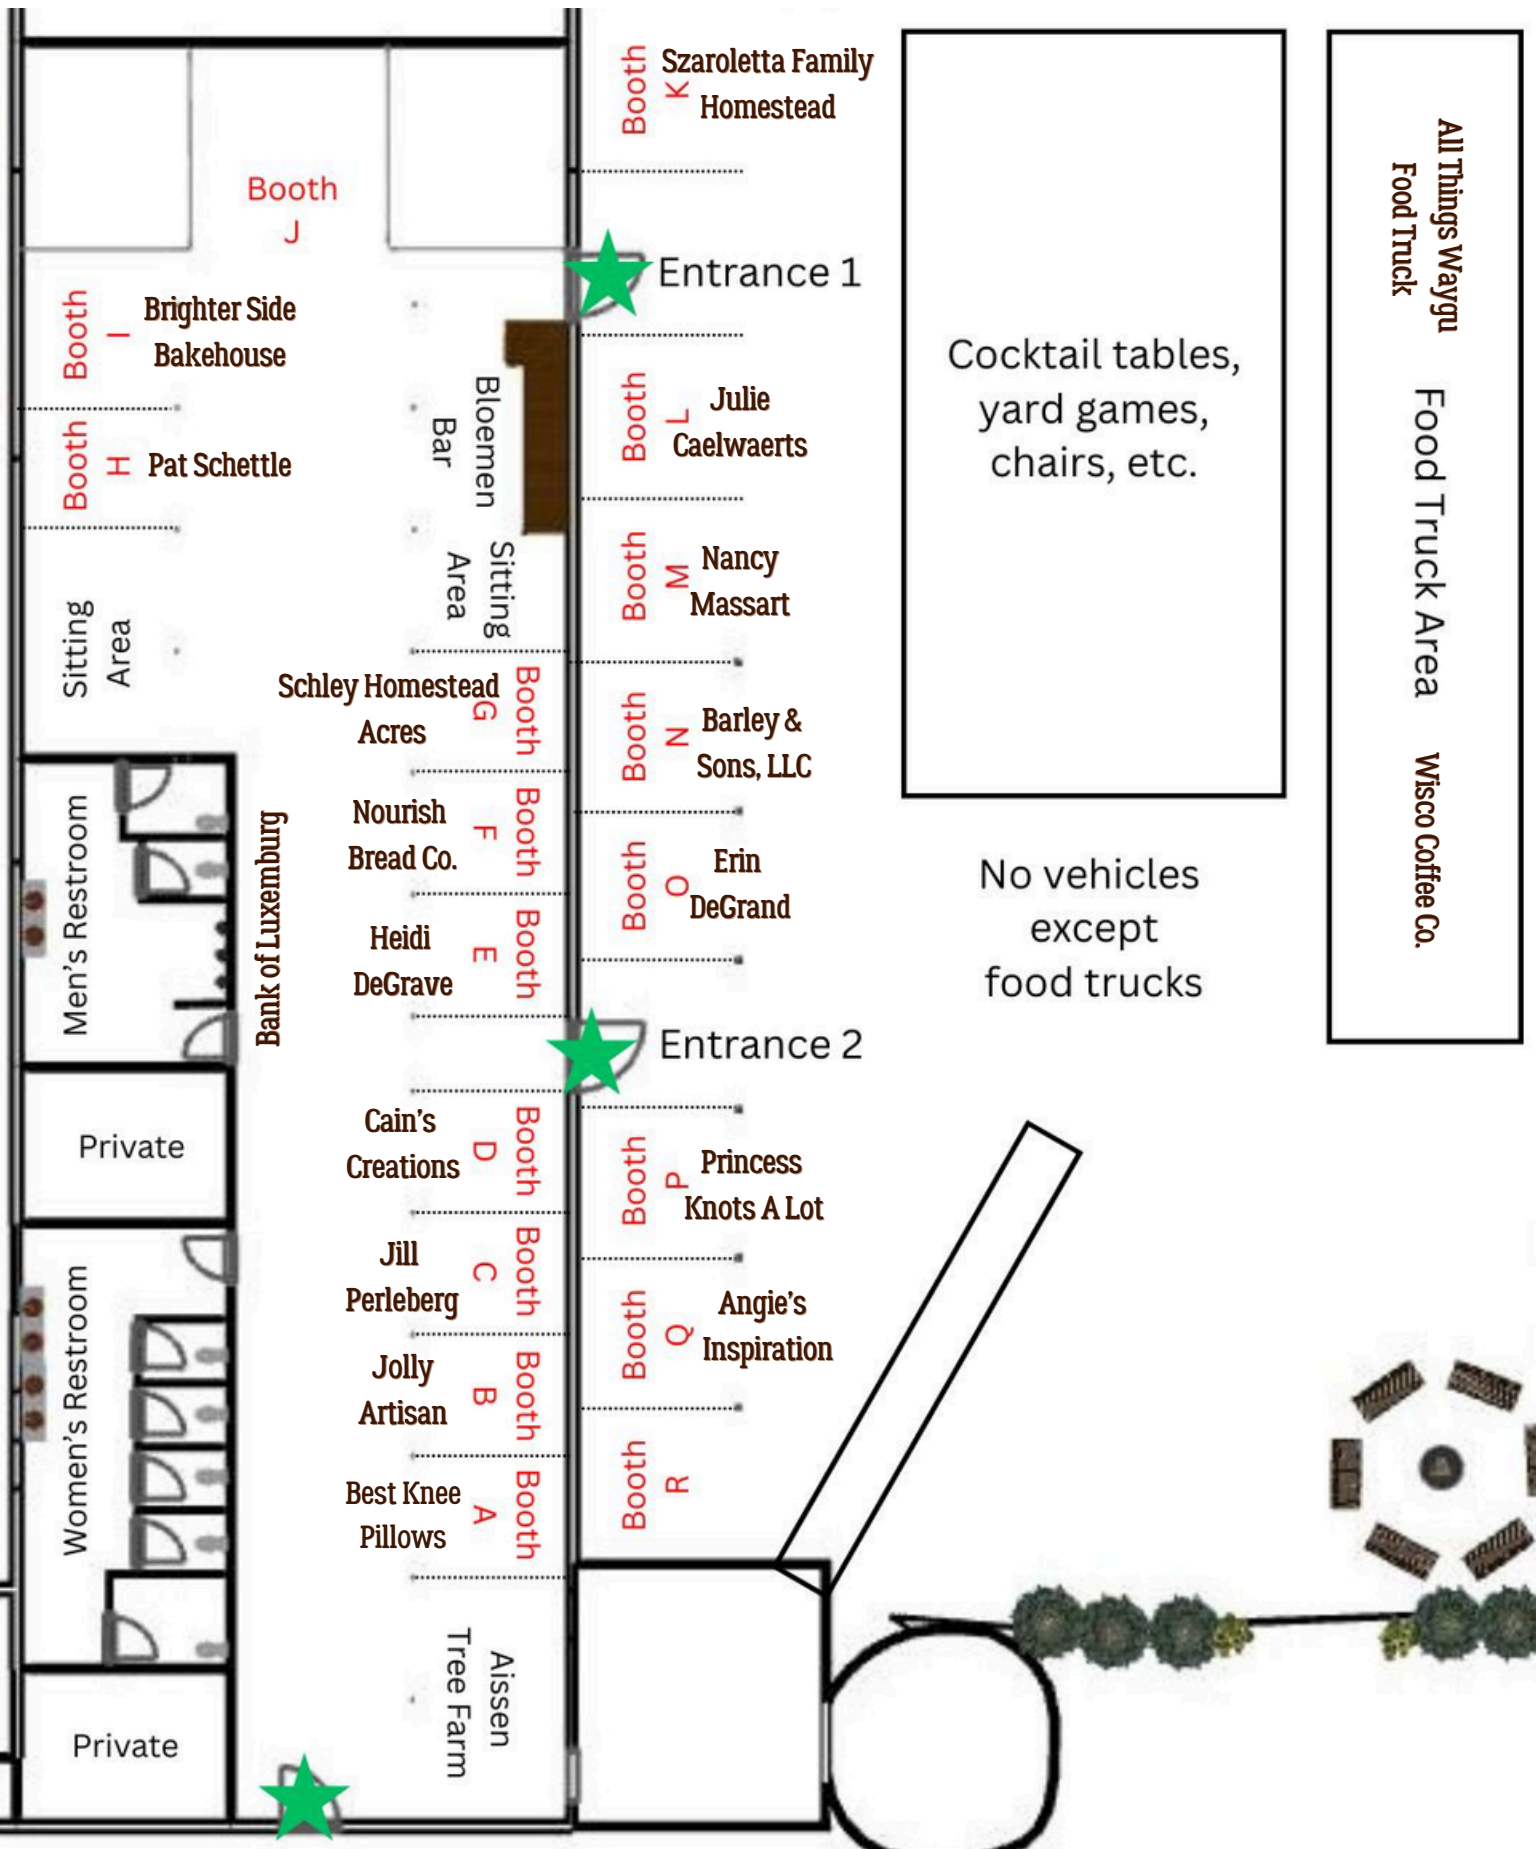 Booth
K
Szaroletta Family
Homestead
Booth
J
Entrance 1
Booth
I
Brighter Side
Bakehouse
Booth
H
Pat Schettle
Bloemen
Bar
Booth
L
Julie
Caelwaerts
Sitting
Area
Sitting
Area
Booth
M
Nancy
Massart
Schley Homestead
Acres
G
Booth
Booth
N
Barley &
Sons, LLC
Men's Restroom
Bank of Luxemburg
Nourish
Bread Co.
F
Booth
Booth
O
Erin
DeGrand
Heidi
DeGrave
E
Booth
Entrance 2
Private
Cain's
Creations
D
Booth
Booth
P
Princess
Knots A Lot
Women's Restroom
Jill
Perleberg
C
Booth
Booth
Q
Angie's
Inspiration
Jolly
Artisan
B
Booth
Best Knee
Pillows
A
Booth
Booth
R
Aissen
Tree Farm
Private
Cocktail tables,
yard games,
chairs, etc.
No vehicles
except
food trucks
All Things Waygu
Food Truck
Food Truck Area
Wisco Coffee Co.